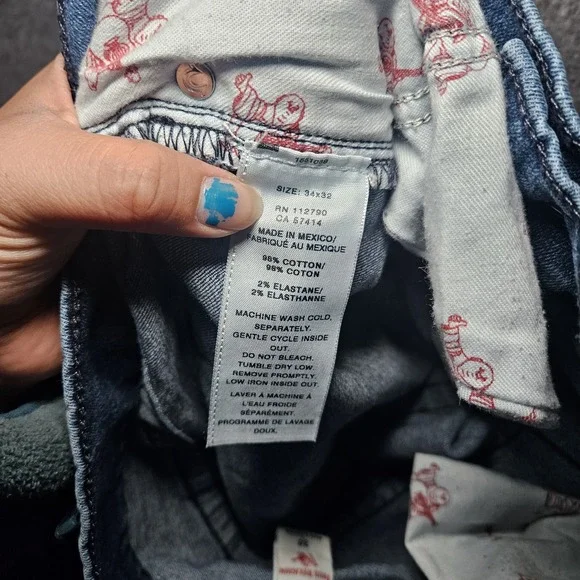 SIZE: 34x32
RN 112790
CA 57414
MADE IN MEXICO/
FABRIQUÉ AU MEXIQUE
98% COTTON/
98% COTON
2% ELASTANE/
2% ELASTHANNE
MACHINE WASH COLD,
SEPARATELY.
GENTLE CYCLE INSIDE
OUT.
DO NOT BLEACH.
TUMBLE DRY LOW.
REMOVE PROMPTLY.
LOW IRON INSIDE OUT.
LAVER À MACHINE À
L'EAU FROIDE
SÉPARÉMENT.
PROGRAMME DE LAVAGE
DOUX.
TRUE RELIGION